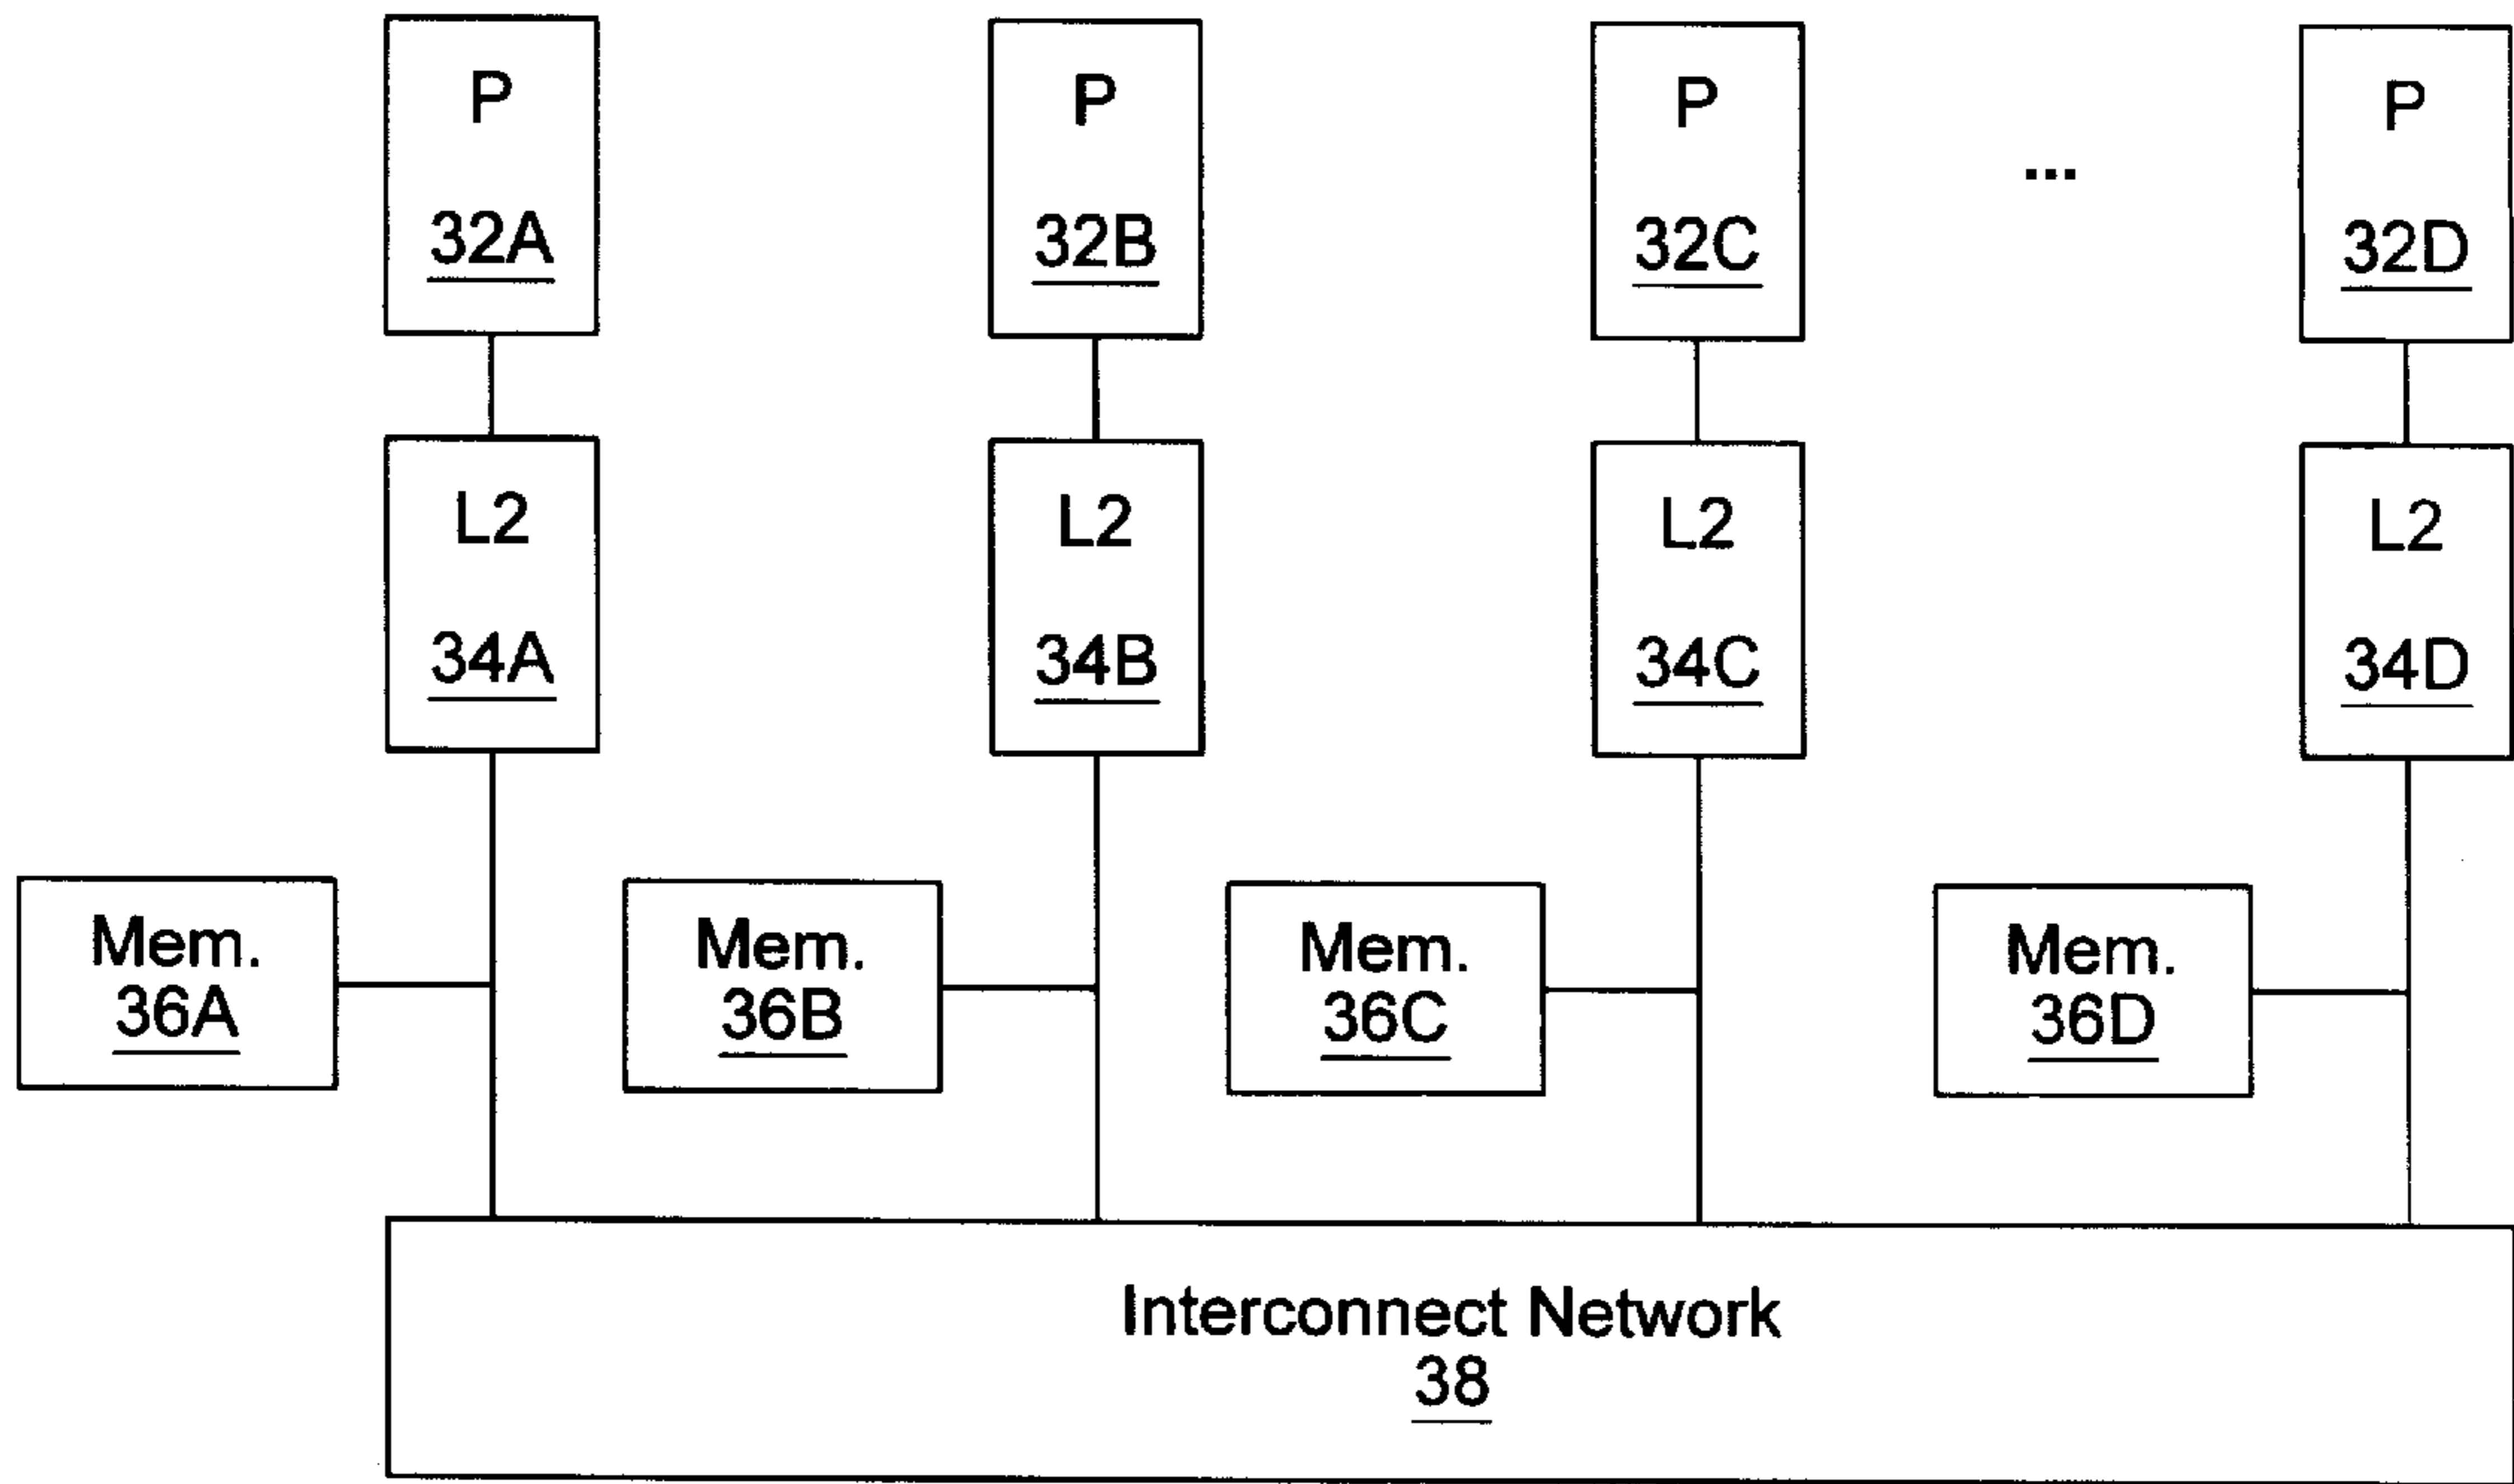 P
32A
P
32B
P
32C
...
P
32D
L2
34A
L2
34B
L2
34C
L2
34D
Mem.
36A
Mem.
36B
Mem.
36C
Mem.
36D
Interconnect Network
38